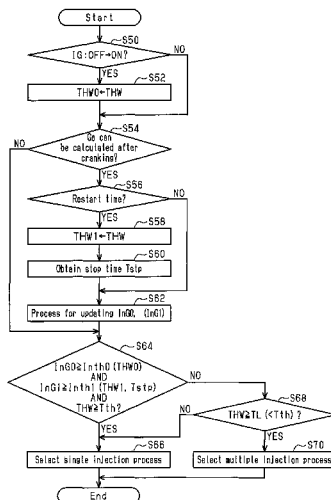 Start
S50
IG:OFF→ON?
NO
YES
S52
THW0←THW
S54
Ga can
be calculated after
cranking?
NO
YES
S56
Restart time?
NO
YES
S58
THW1←THW
S60
Obtain stop time Tstp
S62
Process for updating InG0, (InG1)
S64
InG0≧Inth0(THW0)
AND
InG1≧Inth1(THW1, Tstp)
AND
THW≧Tth?
NO
YES
S68
THW≧TL(<Tth)?
NO
YES
S66
Select single injection process
S70
Select multiple injection process
End